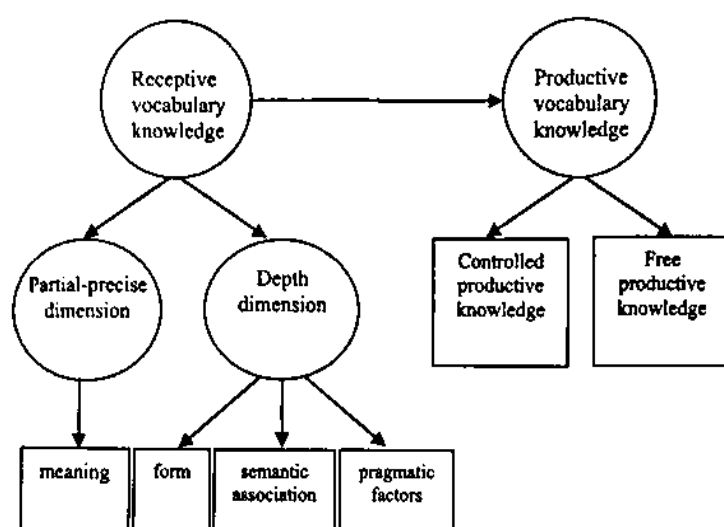 Receptive
vocabulary
knowledge
Productive
vocabulary
knowledge
Partial-precise
dimension
Depth
dimension
Controlled
productive
knowledge
Free
productive
knowledge
meaning
form
semantic
association
pragmatic
factors